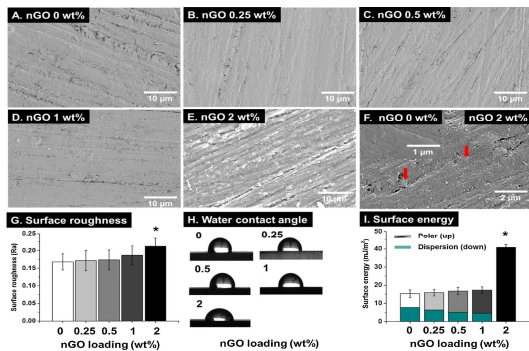 A. nGO 0 wt%
B. nGO 0.25 wt%
C. nGO 0.5 wt%
10 µm
10 µm
10 µm
D. nGO 1 wt%
E. nGO 2 wt%
F. nGO 0 wt%
nGO 2 wt%
1 µm
10 µm
10 µm
2 µm
G. Surface roughness
H. Water contact angle
I. Surface energy
Surface roughness (Ra)
0.25
0.20
0.15
0.10
0.05
0.00
*
0 0.25 0.5 1 2
nGO loading (wt%)
0
0.25
0.5
1
2
nGO loading (wt%)
Surface energy (mJ/m²)
50
40
30
20
10
0
Polar (up)
Dispersion (down)
*
0 0.25 0.5 1 2
nGO loading (wt%)